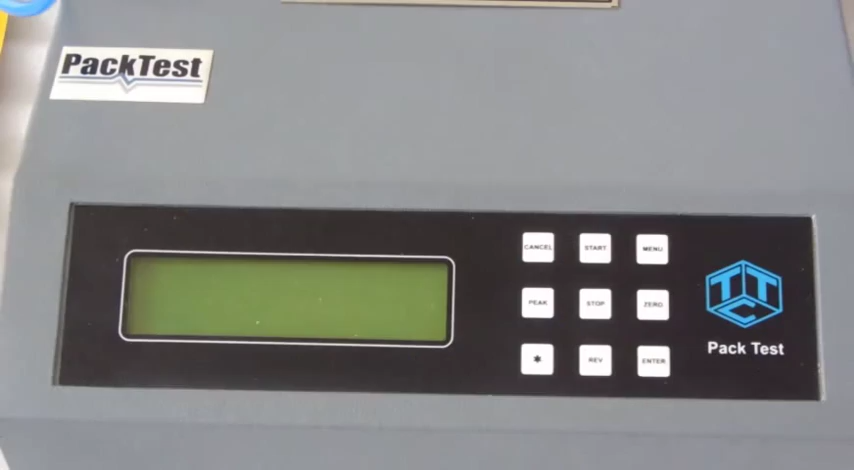 PackTest
CANCEL START MENU
PEAK STOP ZERO
* REV ENTER
TTC
Pack Test